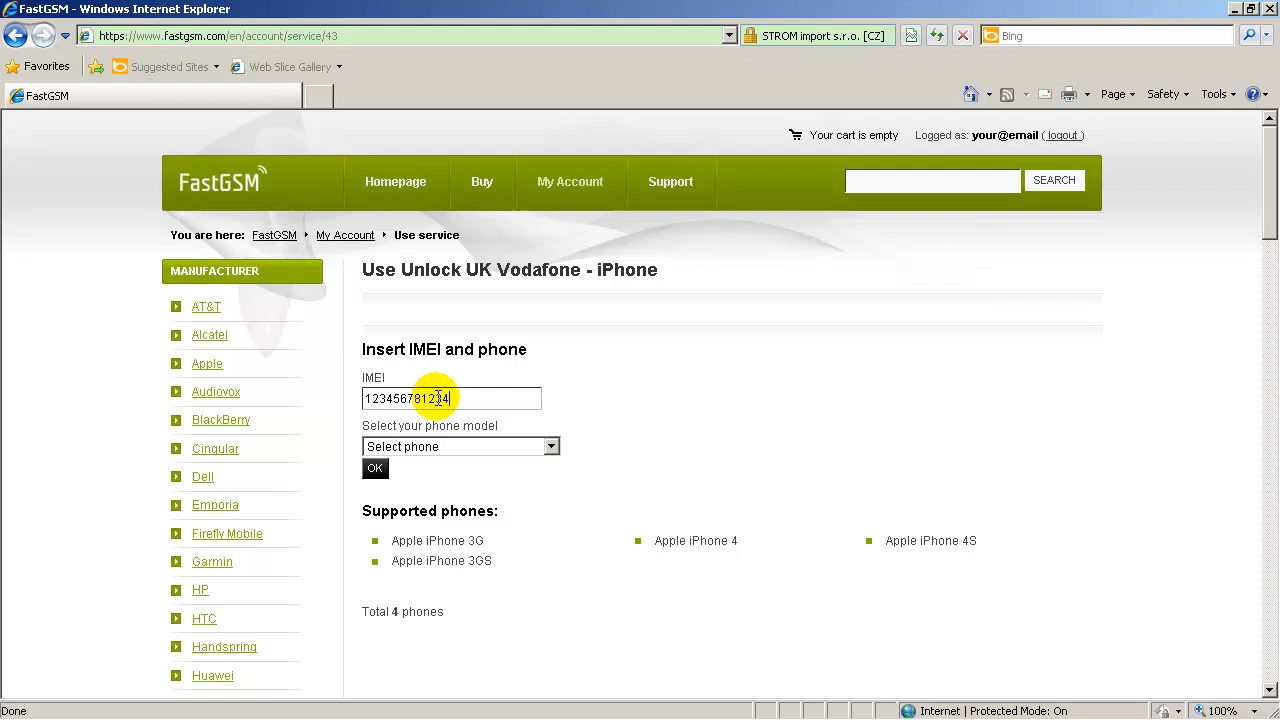 FastGSM - Windows Internet Explorer
https://www.fastgsm.com/en/account/service/43
STROM import s.r.o. [CZ]
Bing
Favorites
Suggested Sites
Web Slice Gallery
FastGSM
Page
Safety
Tools
Your cart is empty
Logged as: your@email ( logout )
FastGSM
Homepage
Buy
My Account
Support
SEARCH
You are here: FastGSM My Account Use service
MANUFACTURER
AT&T
Alcatel
Apple
Audiovox
BlackBerry
Cingular
Dell
Emporia
Firefly Mobile
Garmin
HP
HTC
Handspring
Huawei
Use Unlock UK Vodafone - iPhone
Insert IMEI and phone
IMEI
123456781234
Select your phone model
Select phone
OK
Supported phones:
Apple iPhone 3G
Apple iPhone 4
Apple iPhone 4S
Apple iPhone 3GS
Total 4 phones
Done
Internet | Protected Mode: On
100%